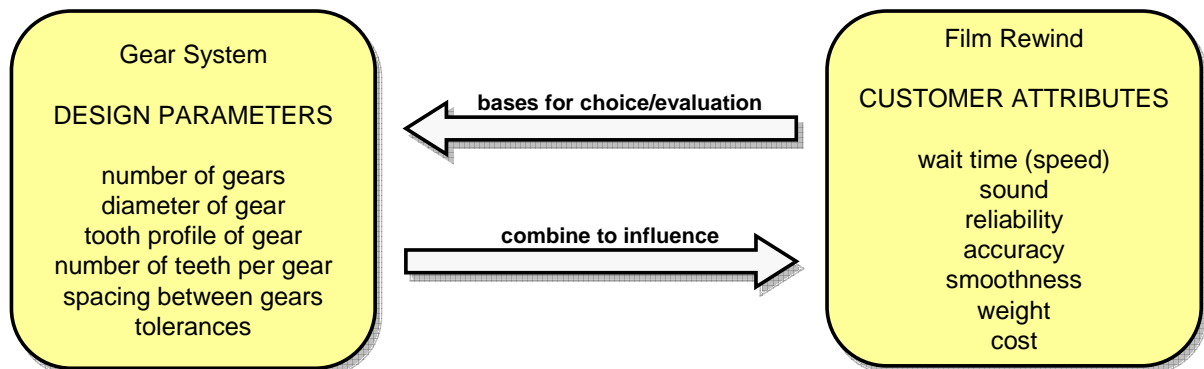 Gear System
DESIGN PARAMETERS
number of gears
diameter of gear
tooth profile of gear
number of teeth per gear
spacing between gears
tolerances
bases for choice/evaluation
combine to influence
Film Rewind
CUSTOMER ATTRIBUTES
wait time (speed)
sound
reliability
accuracy
smoothness
weight
cost